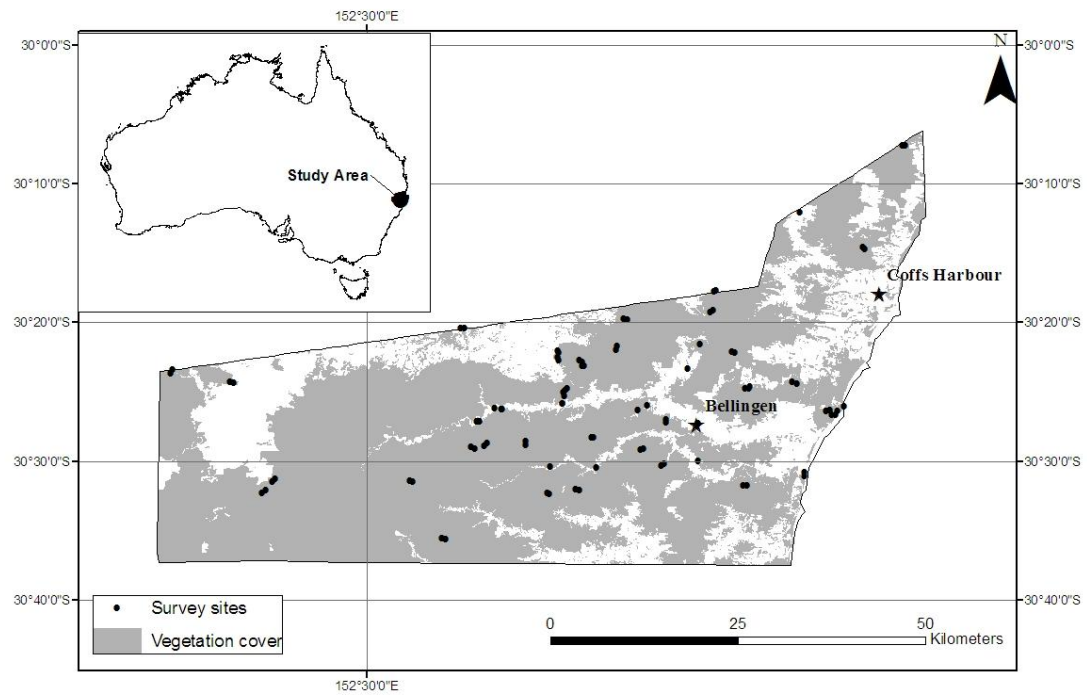 152°30'0"E
30°0'0"S
30°0'0"S
N
Study Area
30°10'0"S
30°10'0"S
Coffs Harbour
30°20'0"S
30°20'0"S
Bellingen
30°30'0"S
30°30'0"S
30°40'0"S
30°40'0"S
Survey sites
Vegetation cover
0 25 50
Kilometers
152°30'0"E